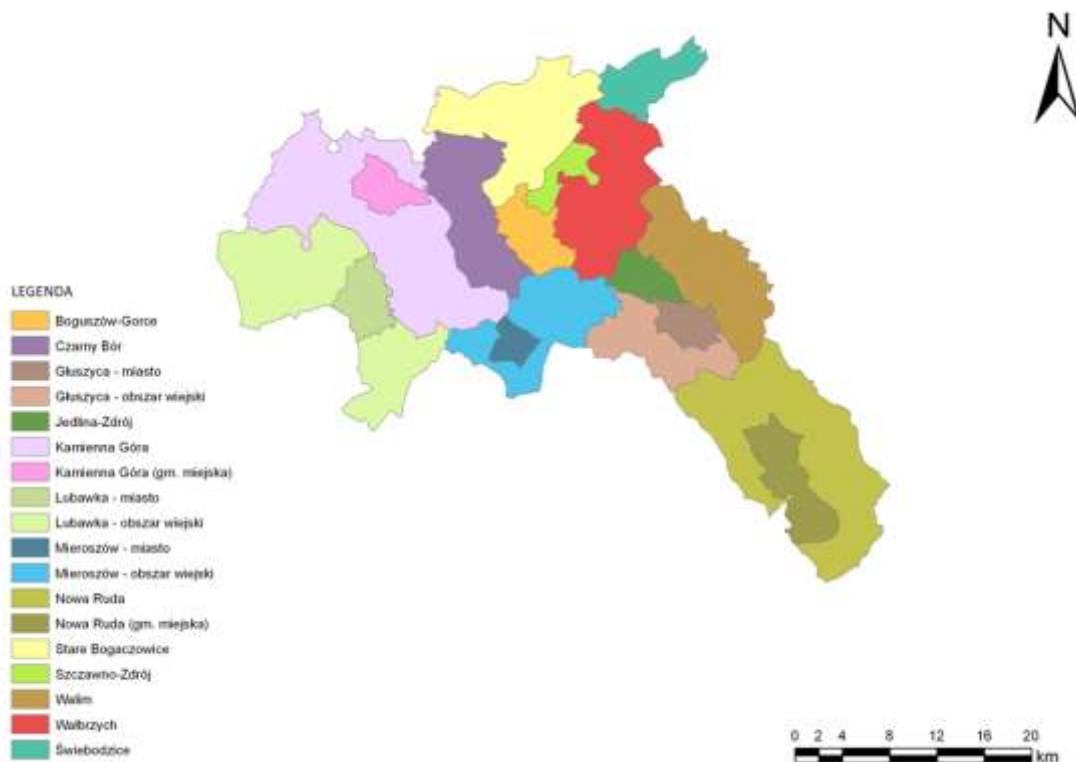 N
LEGENDA
Boguszów-Gorce
Czarny Bór
Głuszyca - miasto
Głuszyca - obszar wiejski
Jedlina-Zdrój
Kamienna Góra
Kamienna Góra (gm. miejska)
Lubawka - miasto
Lubawka - obszar wiejski
Mieroszów - miasto
Mieroszów - obszar wiejski
Nowa Ruda
Nowa Ruda (gm. miejska)
Stare Bogaczowice
Szczawno-Zdrój
Walim
Wałbrzych
Świebodzice
0 2 4 8 12 16 20
km